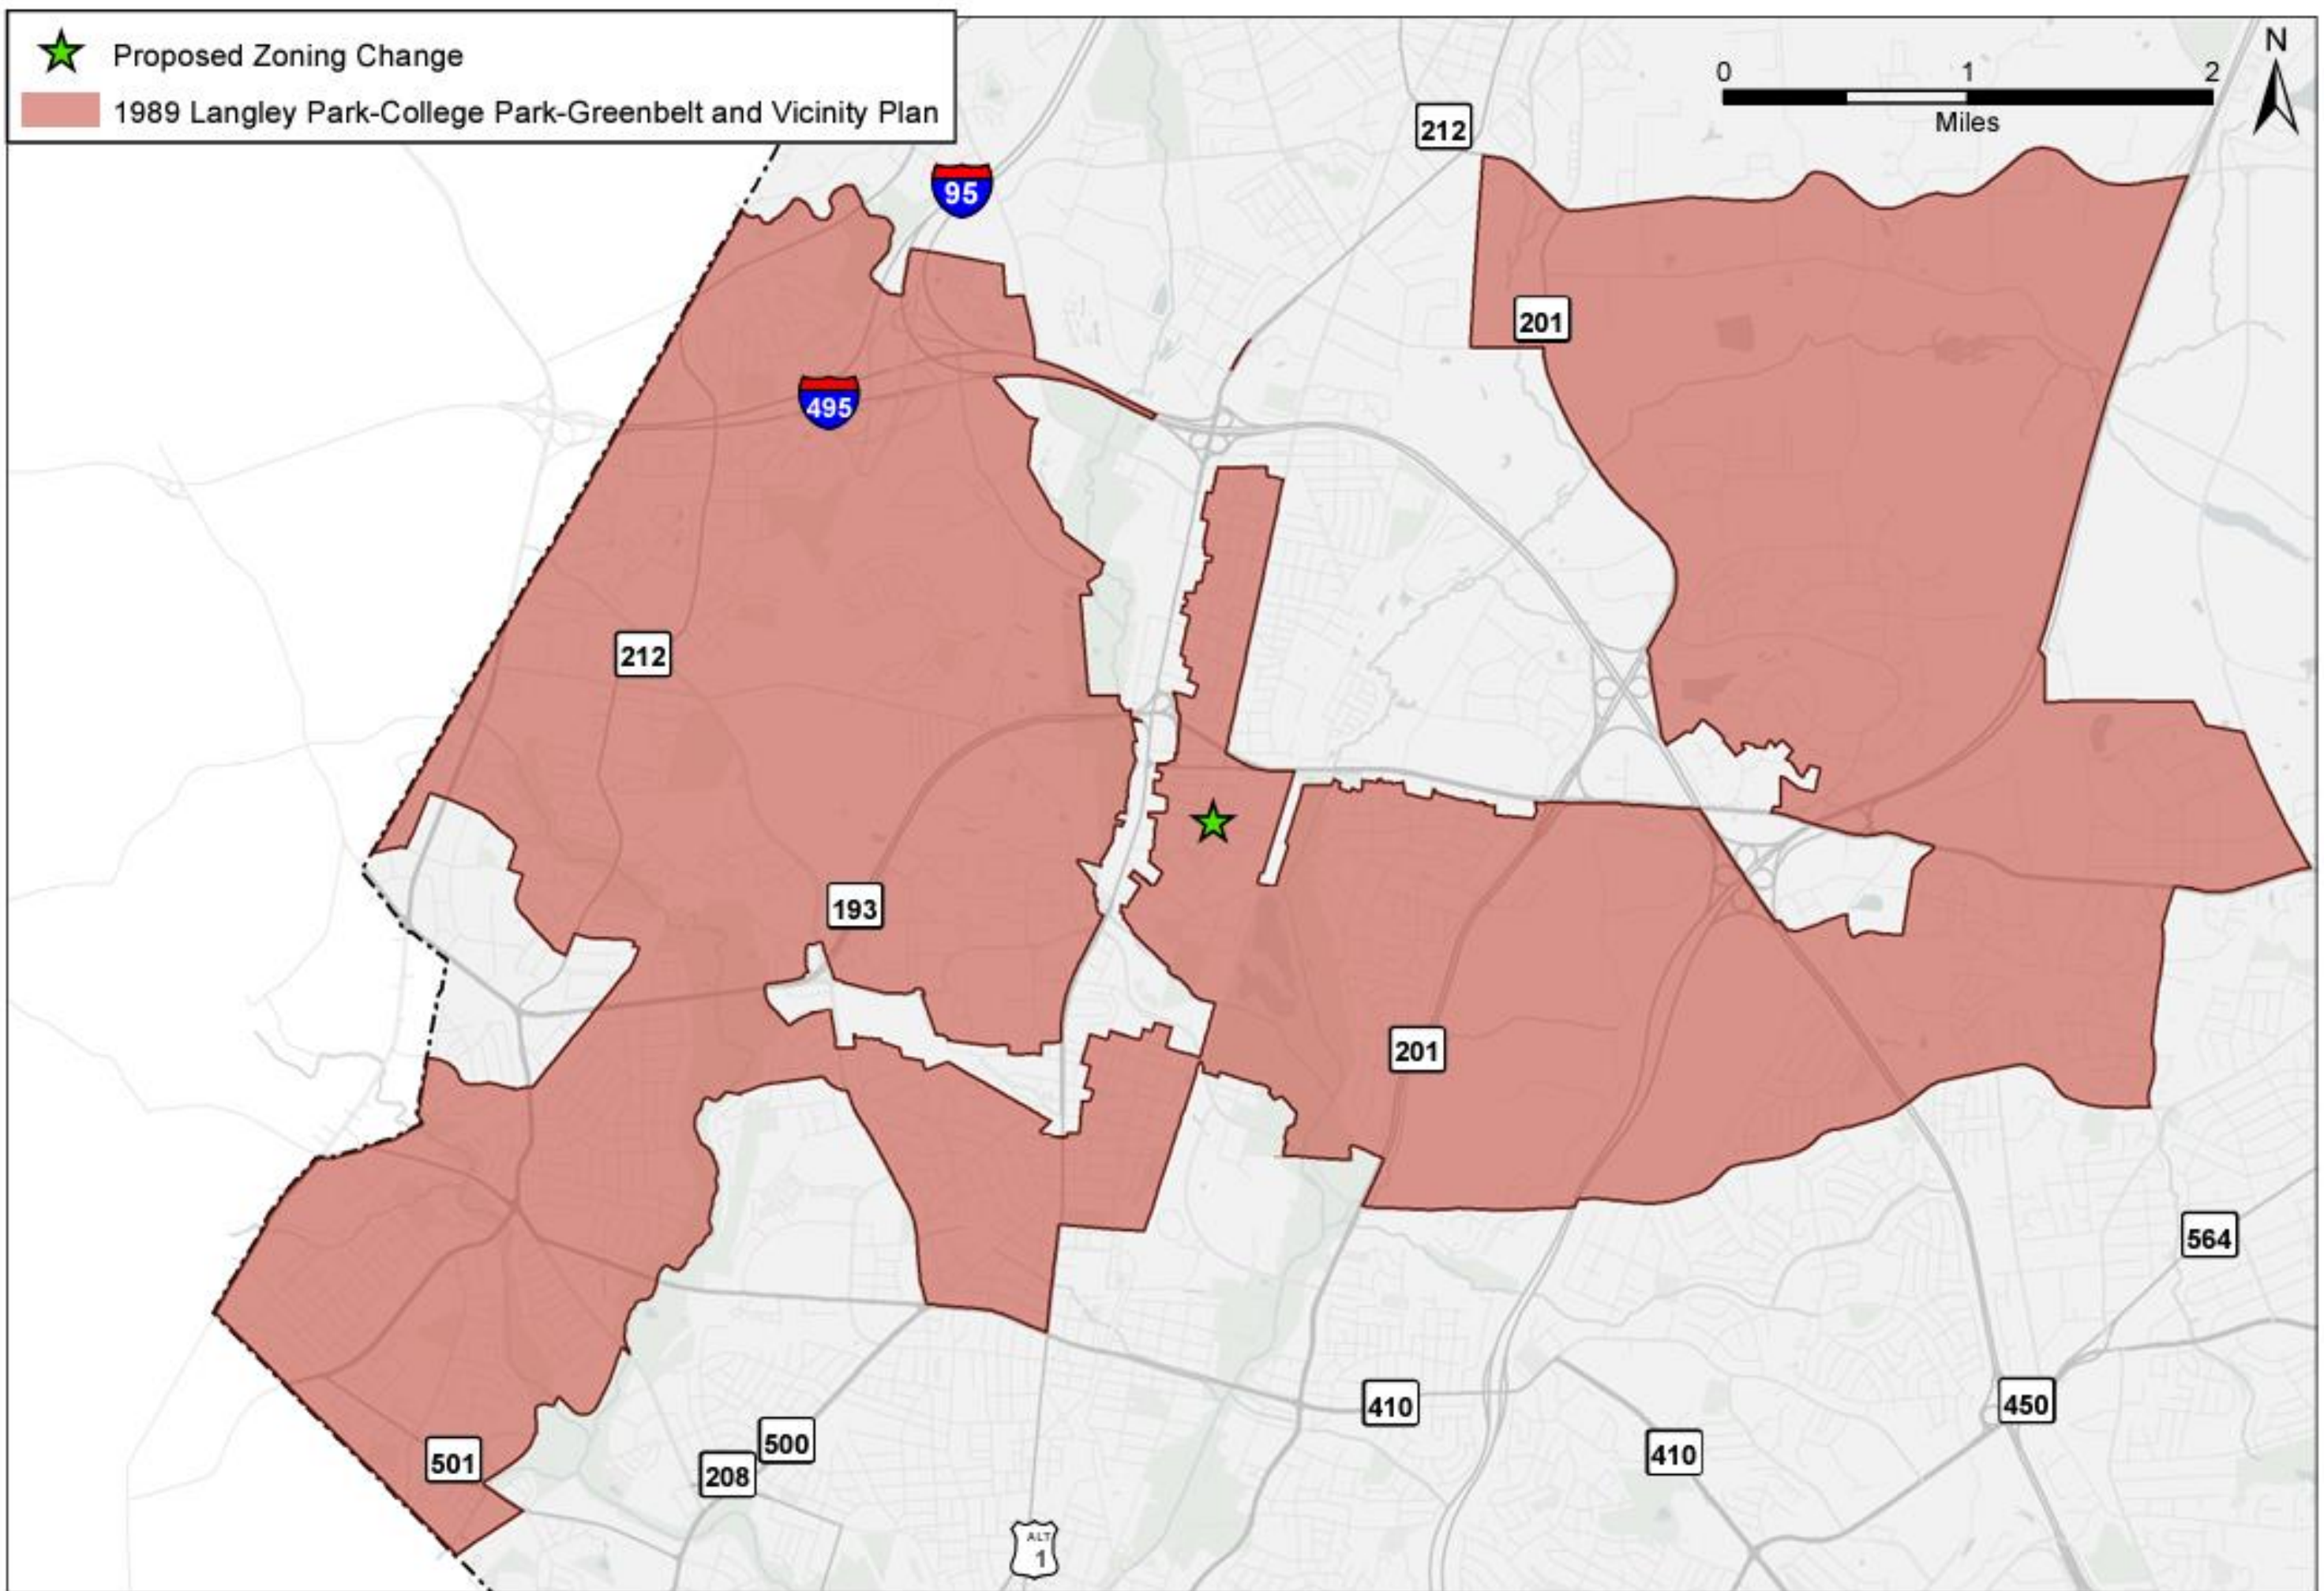 Proposed Zoning Change
1989 Langley Park-College Park-Greenbelt and Vicinity Plan
0 1 2
Miles
N
212
95
201
495
212
193
201
564
410
450
501
500
208
410
ALT
1